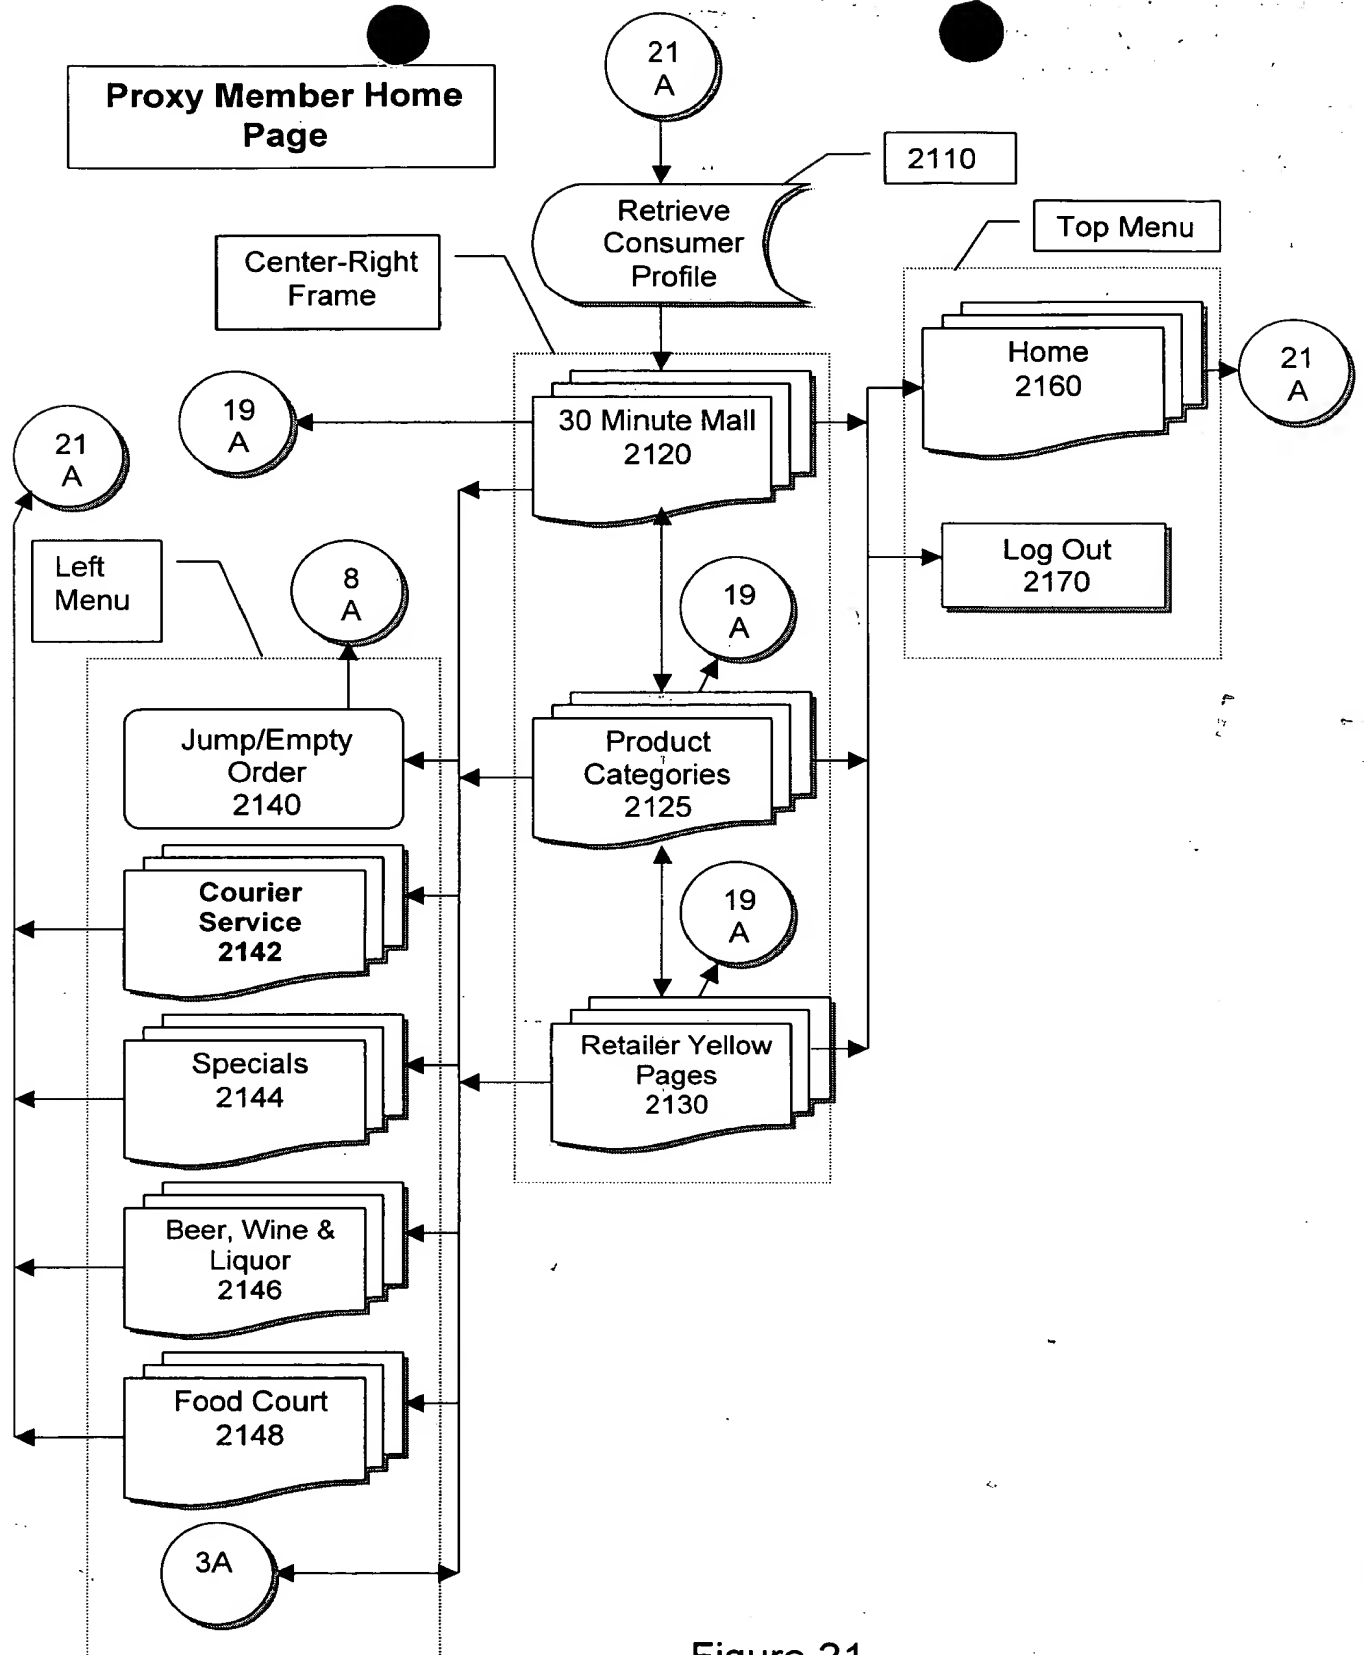 21
A
Proxy Member Home
Page
2110
Retrieve
Consumer
Profile
Top Menu
Center-Right
Frame
Home
2160
21
A
19
A
30 Minute Mall
2120
21
A
Log Out
2170
Left
Menu
8
A
19
A
Jump/Empty
Order
2140
Product
Categories
2125
Courier
Service
2142
19
A
Specials
2144
Retailer Yellow
Pages
2130
Beer, Wine &
Liquor
2146
Food Court
2148
3A
Figure 21